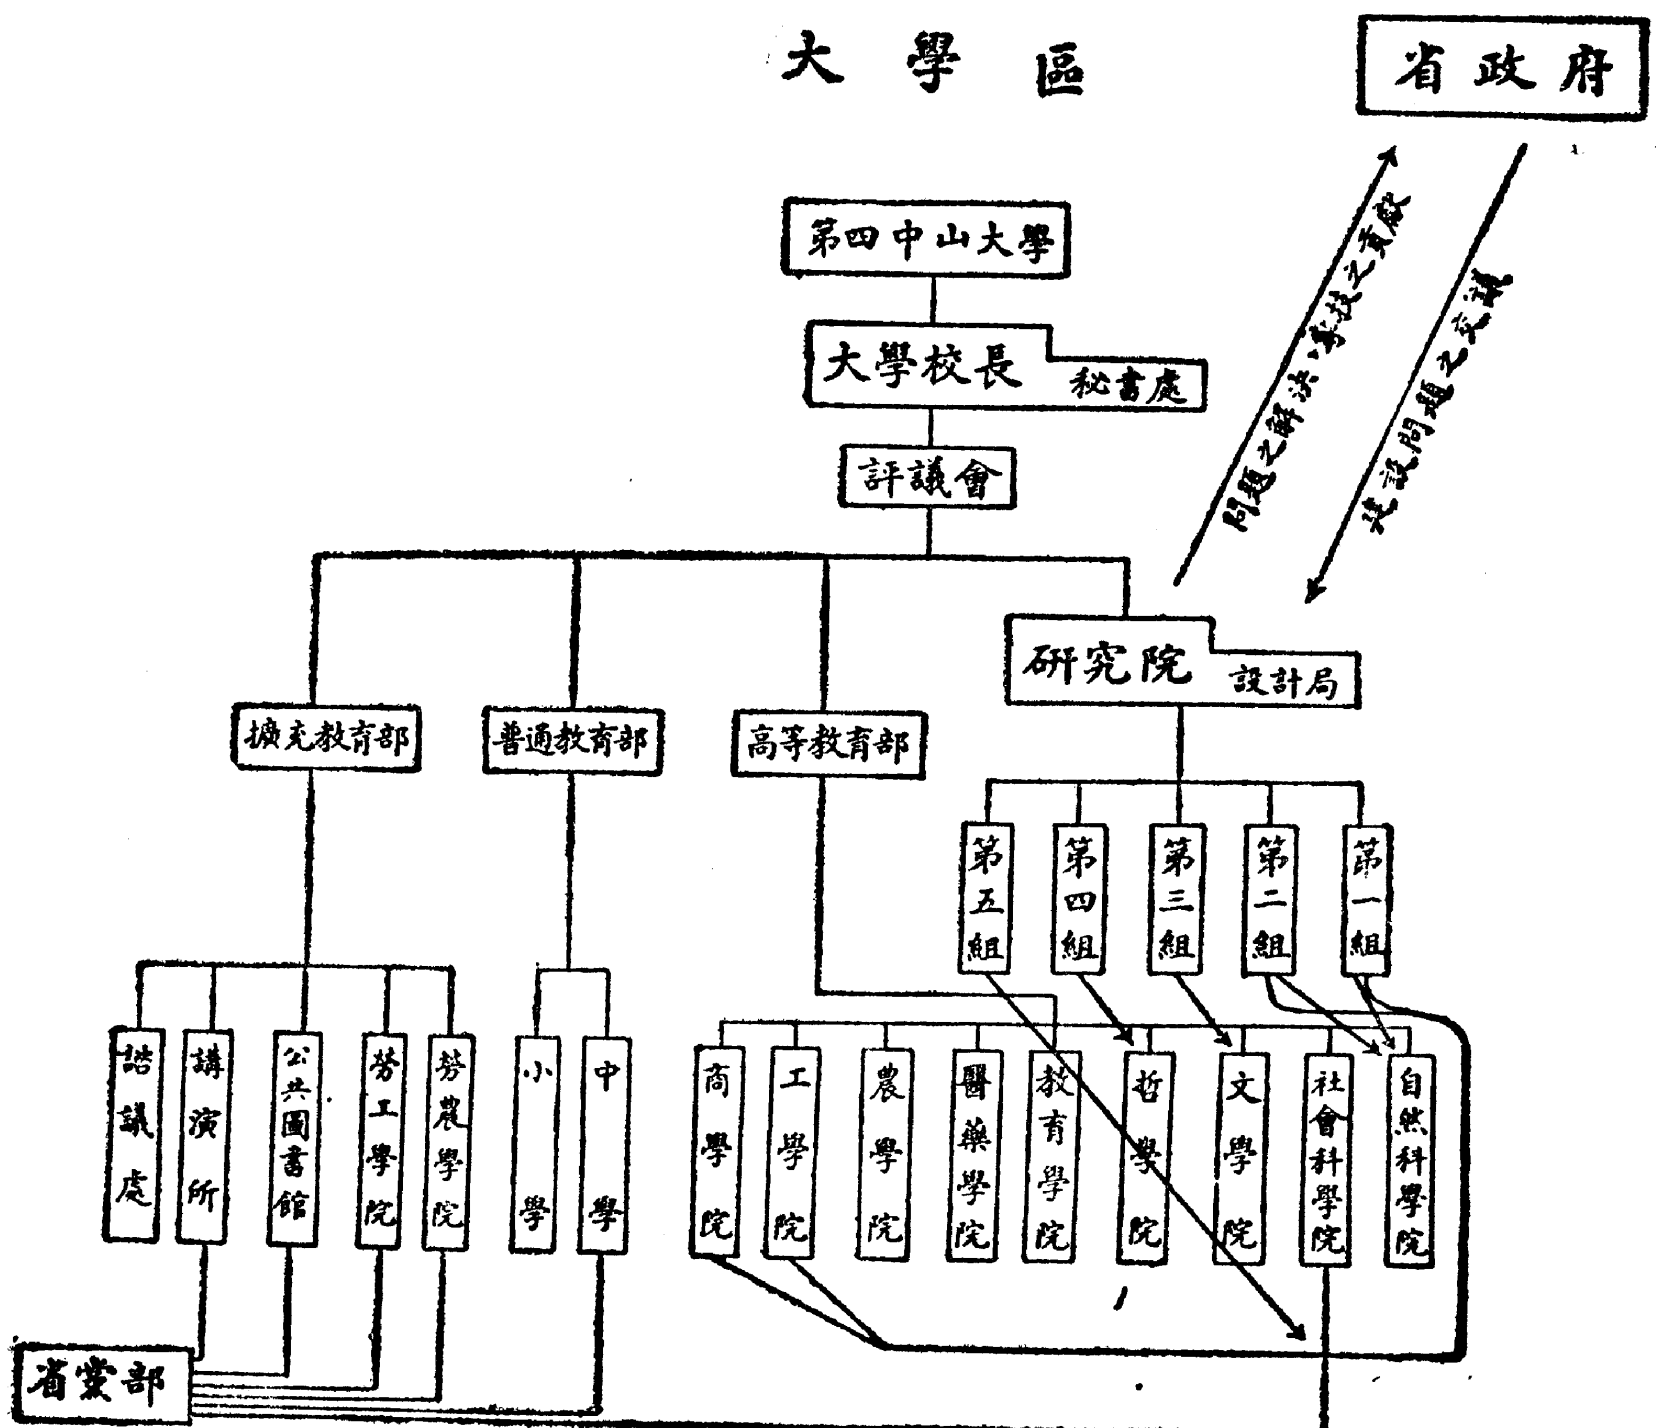 大學區
省政府
第四中山大學
大學校長
秘書處
評議會
問題之解決、專技之貢獻
建設問題之交議
研究院
設計局
擴充教育部
普通教育部
高等教育部
第五組
第四組
第三組
第二組
第一組
諮議處
講演所
公共圖書館
勞工學院
勞農學院
小學
中學
商學院
工學院
農學院
醫藥學院
教育學院
哲學院
文學院
社會科學院
自然科學院
省黨部